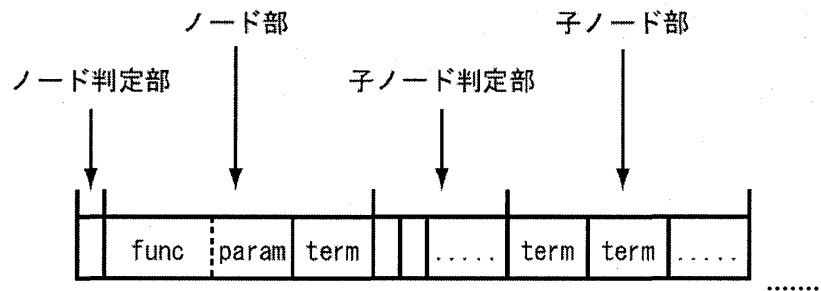 ノード部
子ノード部
ノード判定部
子ノード判定部
func param term ..... term term .....
.......